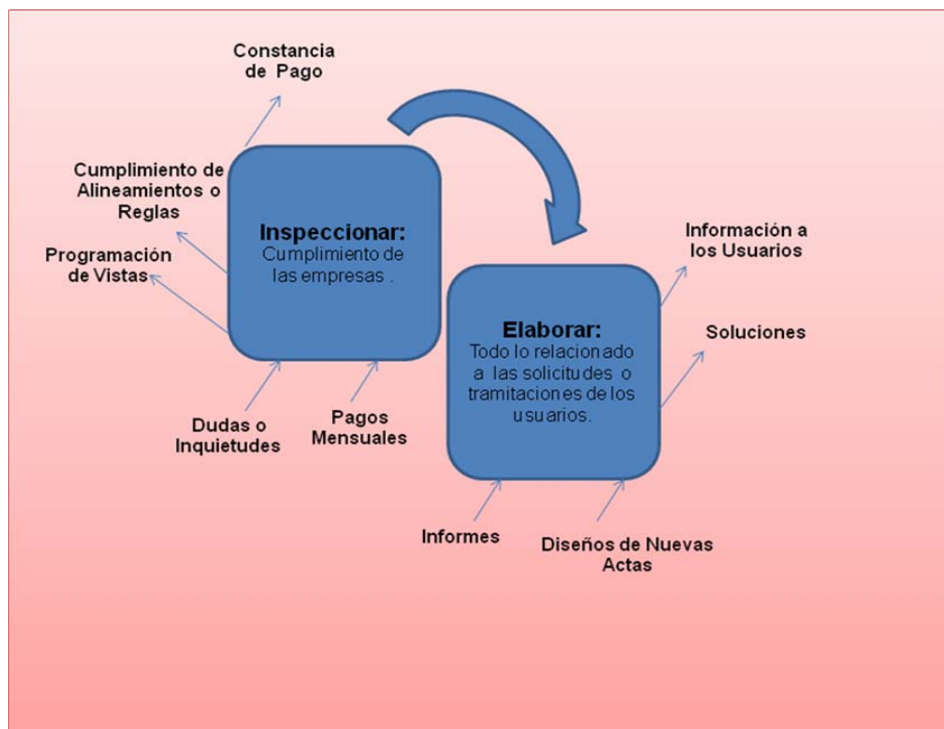 Constancia
de Pago
Cumplimiento de
Alineamientos o
Reglas
Programación
de Vistas
Inspeccionar:
Cumplimiento de
las empresas .
Dudas o
Inquietudes
Pagos
Mensuales
Información a
los Usuarios
Elaborar:
Todo lo relacionado
a las solicitudes o
tramitaciones de los
usuarios.
Soluciones
Informes
Diseños de Nuevas
Actas